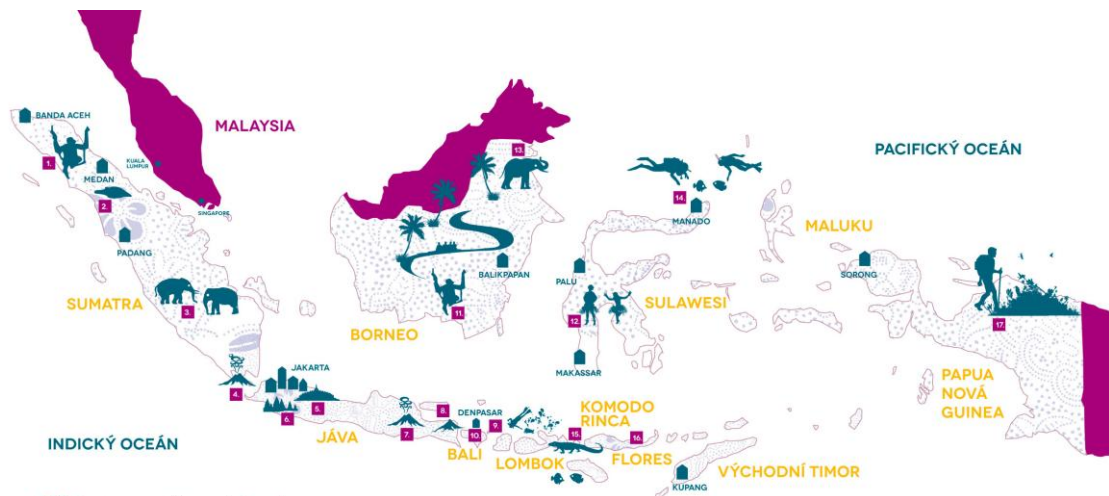 BANDA ACEH
MALAYSIA
1.
MEDAN
KUALA
LUMPUR
2.
SINGAPORE
PADANG
SUMATRA
3.
4.
JAKARTA
5.
6.
JÁVA
INDICKÝ OCEÁN
13.
BALIKPAPAN
11.
BORNEO
14.
MANADO
PALU
SULAWESI
12.
MAKASSAR
MALUKU
PACIFICKÝ OCEÁN
SORONG
17.
PAPUA
NOVÁ
GUINEA
7.
8.
DENPASAR
9.
10.
BALI
LOMBOK
KOMODO
RINCA
15.
16.
FLORES
VÝCHODNÍ TIMOR
KUPANG